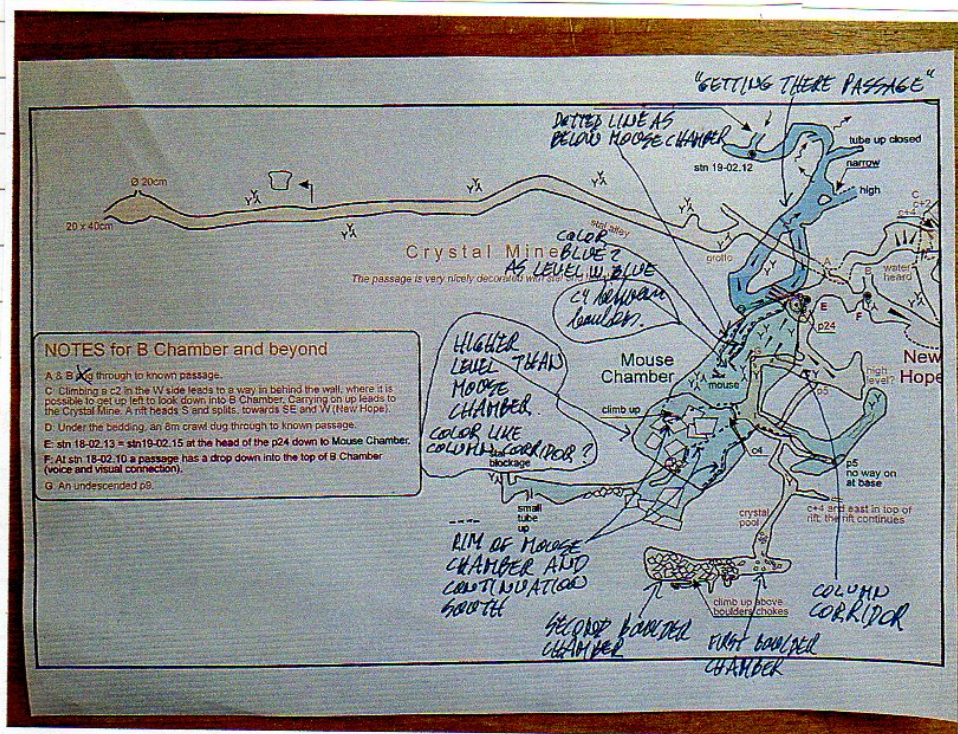 "GETTING THERE PASSAGE"
DOTTED LINE AS
BELOW MOOSE CHAMBER
tube up closed
narrow
stn 19-02.12
high
Ø 20cm
20 x 40cm
stal alley
grotto
Crystal Mine
The passage is very nicely decorated
COLOR
BLUE?
AS LEVEL IN BLUE
C4 between
boulders.
C
c+2
c+4
A
B
water
heard
E
F
p24
New
Hope
high
level?
p5
NOTES for B Chamber and beyond
A & B through to known passage.
C Climbing a c2 in the W side leads to a way in behind the wall, where it is
possible to get up left to look down into B Chamber. Carrying on up leads to
the Crystal Mine. A rift heads S and splits, towards SE and W (New Hope).
D: Under the bedding, an 8m crawl dug through to known passage.
E: stn 18-02.13 = stn19-02.15 at the head of the p24 down to Mouse Chamber.
F: At stn 18-02.10 a passage has a drop down into the top of B Chamber
(voice and visual connection).
G: An undescended p9.
HIGHER
LEVEL THAN
MOOSE
CHAMBER.
COLOR LIKE
COLUMN CORRIDOR?
Mouse
Chamber
mouse
climb up
blockage
small
tube
up
c4
p5
no way on
at base
c+4 and east in top of
rift: the rift continues
crystal
pool
RIM OF MOOSE
CHAMBER AND
CONTINUATION
SOUTH
climb up above
boulders chokes
SECOND BOULDER
CHAMBER
FIRST BOULDER
CHAMBER
COLUMN
CORRIDOR